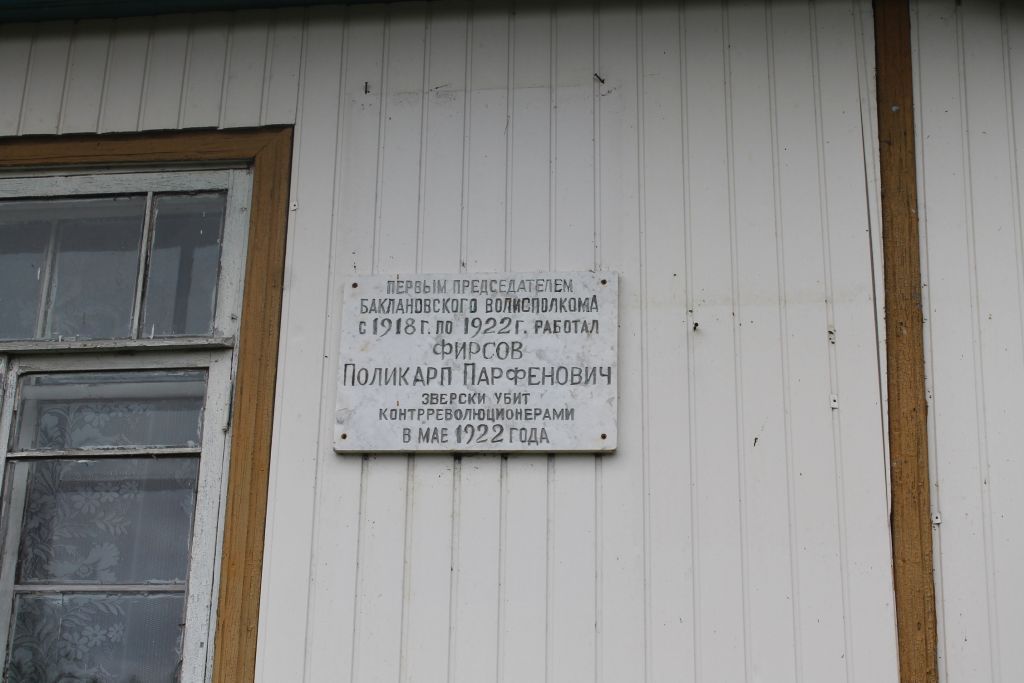 ПЕРВЫМ ПРЕДСЕДАТЕЛЕМ
БАКЛАНОВСКОГО ВОЛИСПОЛКОМА
С 1918 Г. ПО 1922 Г. РАБОТАЛ
ФИРСОВ
ПОЛИКАРП ПАРФЕНОВИЧ
ЗВЕРСКИ УБИТ
КОНТРРЕВОЛЮЦИОНЕРАМИ
В МАЕ 1922 ГОДА